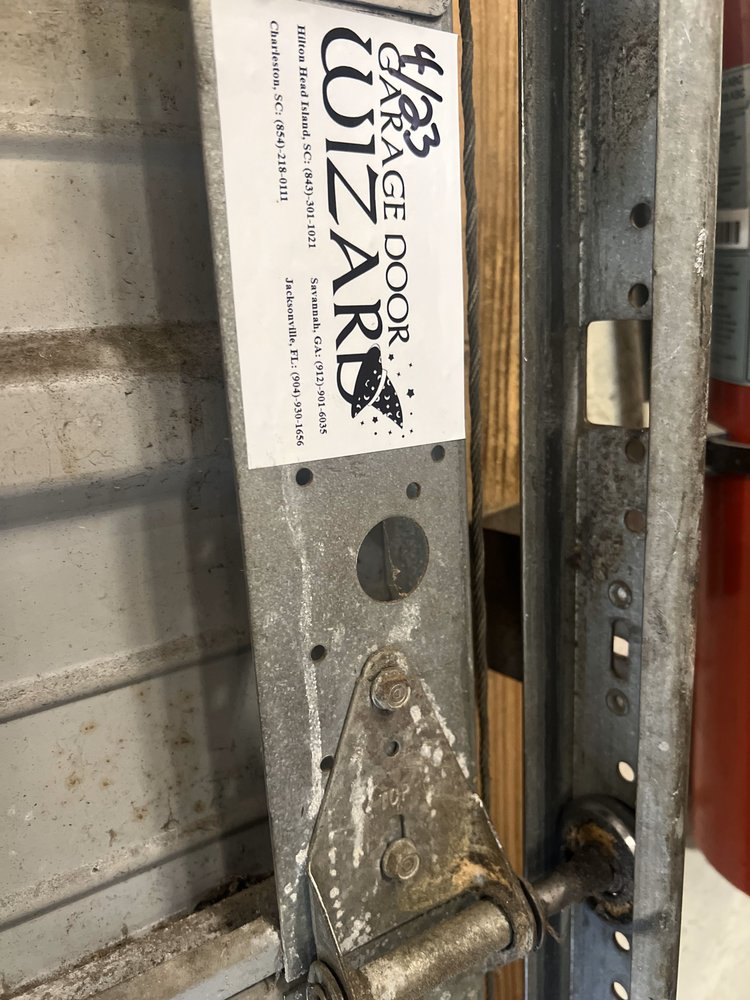 4/23
GARAGE DOOR
WIZARD
Hilton Head Island, SC: (843)-301-1021
Savannah, GA: (912)-901-6035
Charleston, SC: (854)-218-0111
Jacksonville, FL: (904)-930-1656
TOP